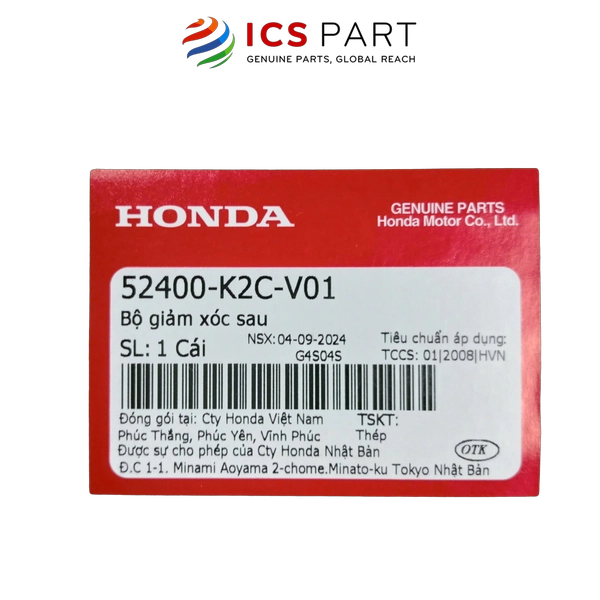 ICS PART
GENUINE PARTS, GLOBAL REACH
HONDA
GENUINE PARTS
Honda Motor Co., Ltd.
52400-K2C-V01
Bộ giảm xóc sau
SL: 1 Cái
NSX: 04-09-2024
G4S04S
Tiêu chuẩn áp dụng:
TCCS: 01|2008|HVN
Đóng gói tại: Cty Honda Việt Nam
TSKT:
Phúc Thắng, Phúc Yên, Vĩnh Phúc
Thép
Được sự cho phép của Cty Honda Nhật Bản
OTK
Đ.C 1-1, Minami Aoyama 2-chome.Minato-ku Tokyo Nhật Bản